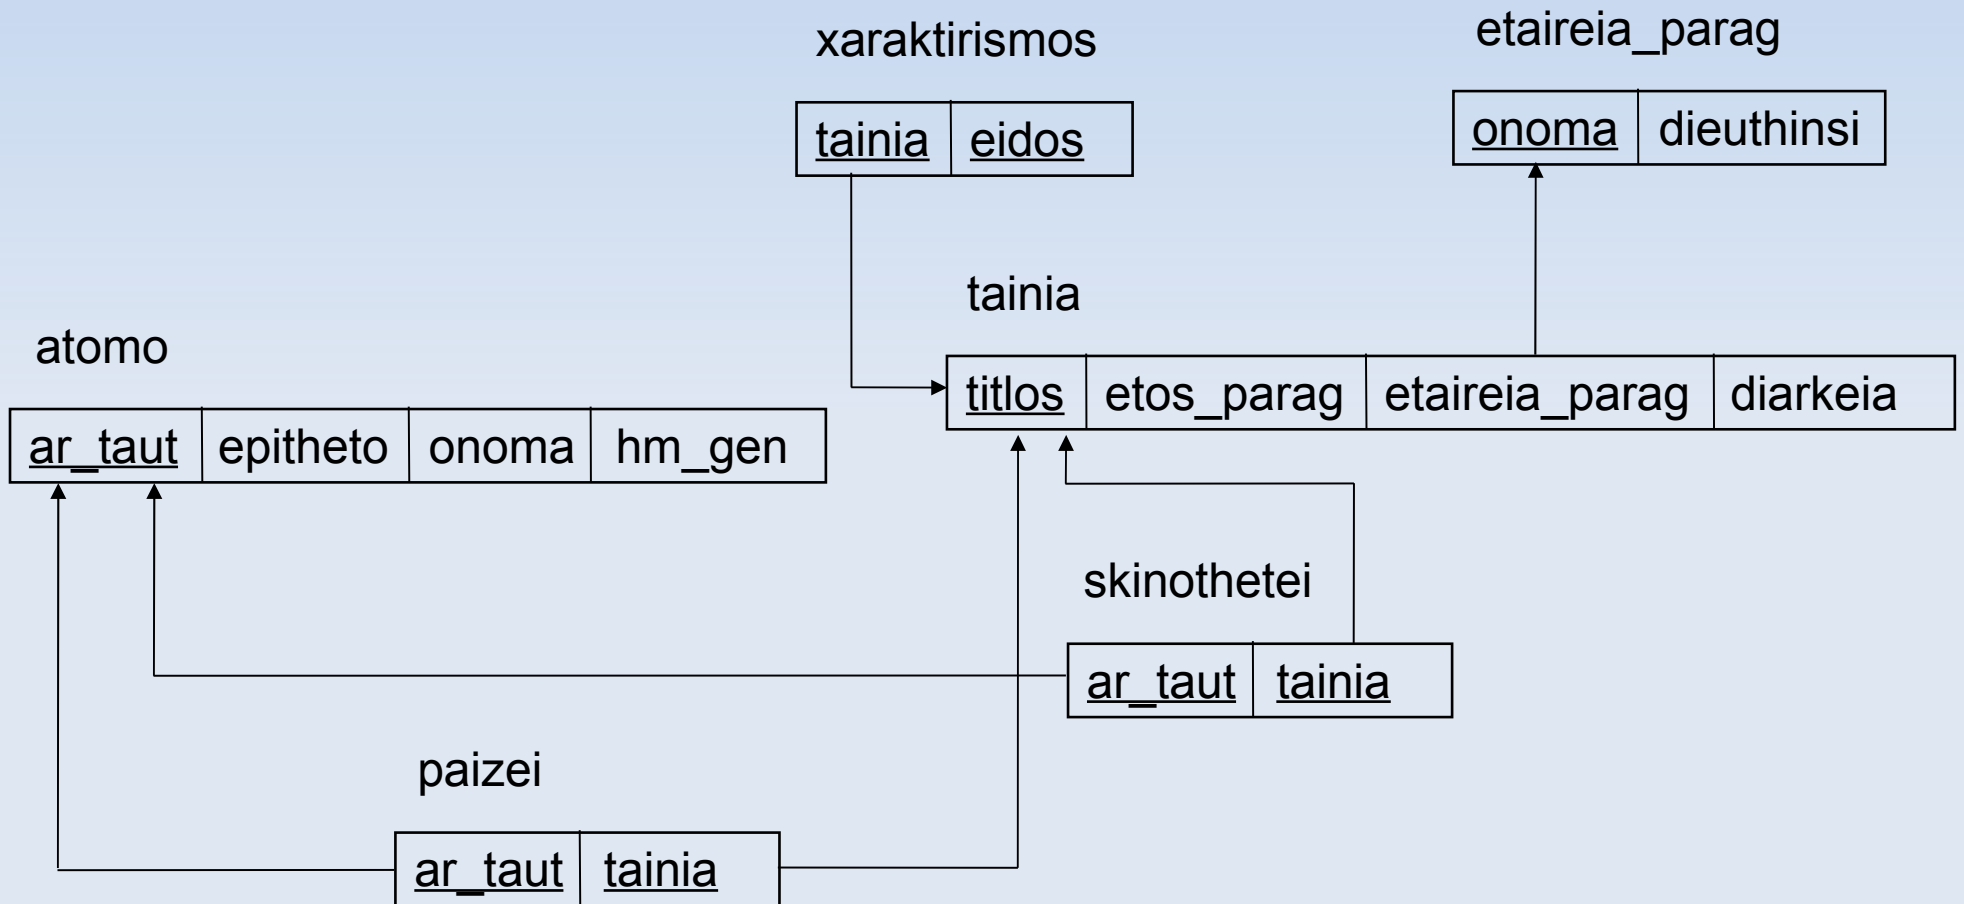 xaraktirismos
etaireia_parag
tainia eidos
onoma dieuthinsi
tainia
atomo
titlos etos_parag etaireia_parag diarkeia
ar_taut epitheto onoma hm_gen
skinothetei
ar_taut tainia
paizei
ar_taut tainia